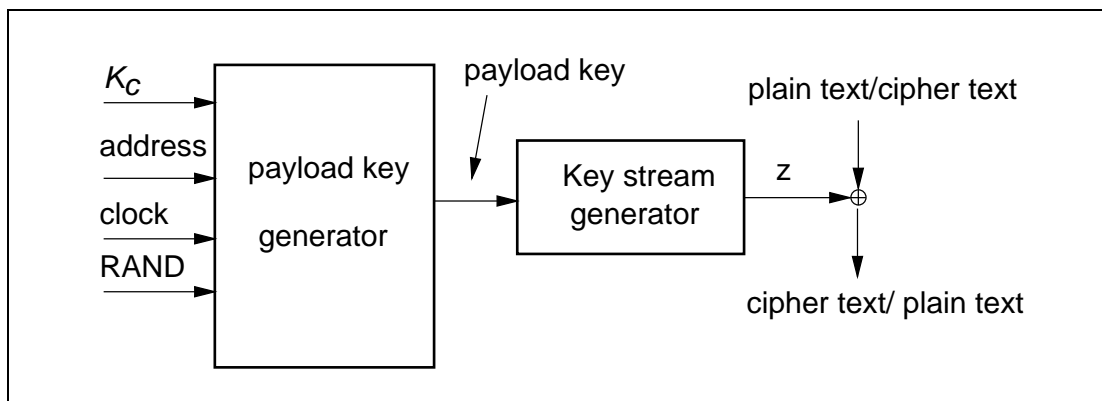 K_C
address
clock
RAND
payload key
generator
payload key
Key stream
generator
z
plain text/cipher text
cipher text/ plain text